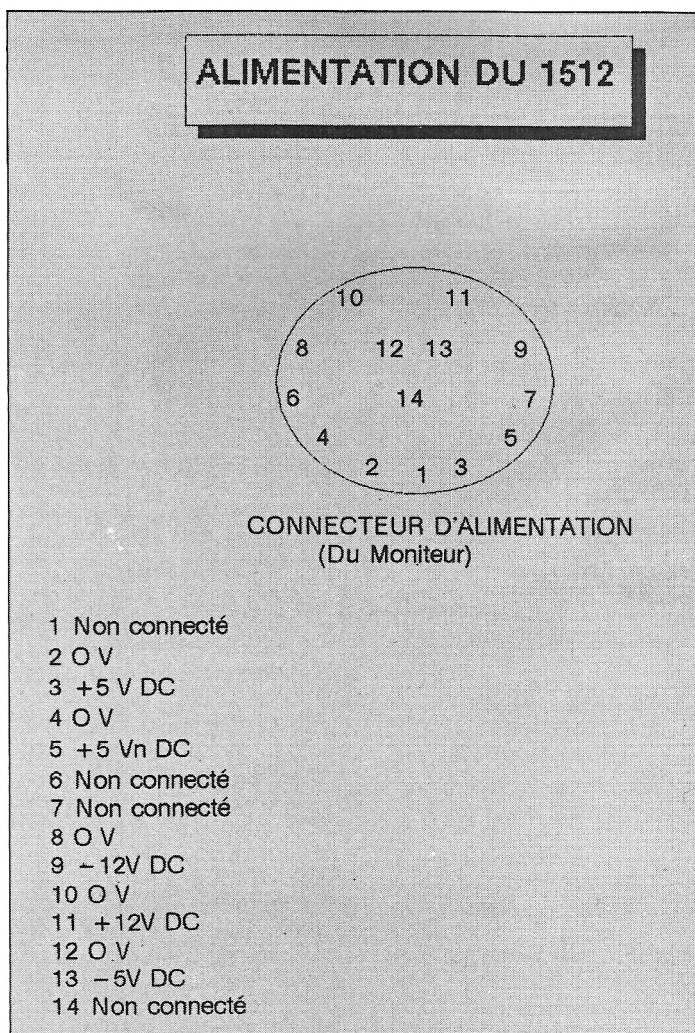 ALIMENTATION DU 1512
10 11
8 12 13 9
6 14 7
4 5
2 1 3
CONNECTEUR D'ALIMENTATION
(Du Moniteur)
1 Non connecté
2 O V
3 +5 V DC
4 O V
5 +5 Vn DC
6 Non connecté
7 Non connecté
8 O V
9 -12V DC
10 O V
11 +12V DC
12 O V
13 -5V DC
14 Non connecté